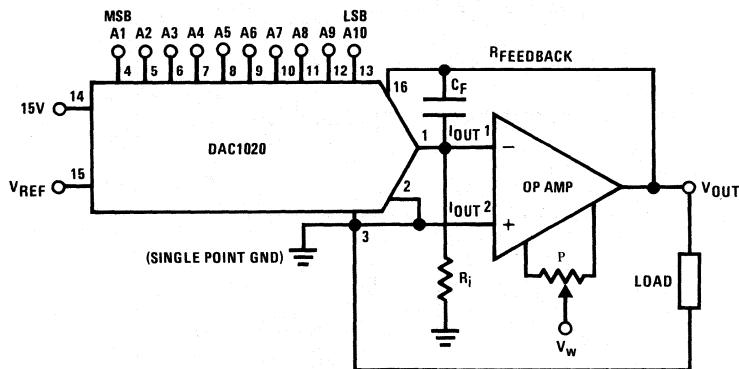 MSB LSB
A1 A2 A3 A4 A5 A6 A7 A8 A9 A10
4 5 6 7 8 9 10 11 12 13
RFEEDBACK
16
CF
14
15V
DAC1020
1
IOUT 1
−
15
VREF
OP AMP
VOUT
2
IOUT 2
+
3
(SINGLE POINT GND)
Ri
P
LOAD
Vw